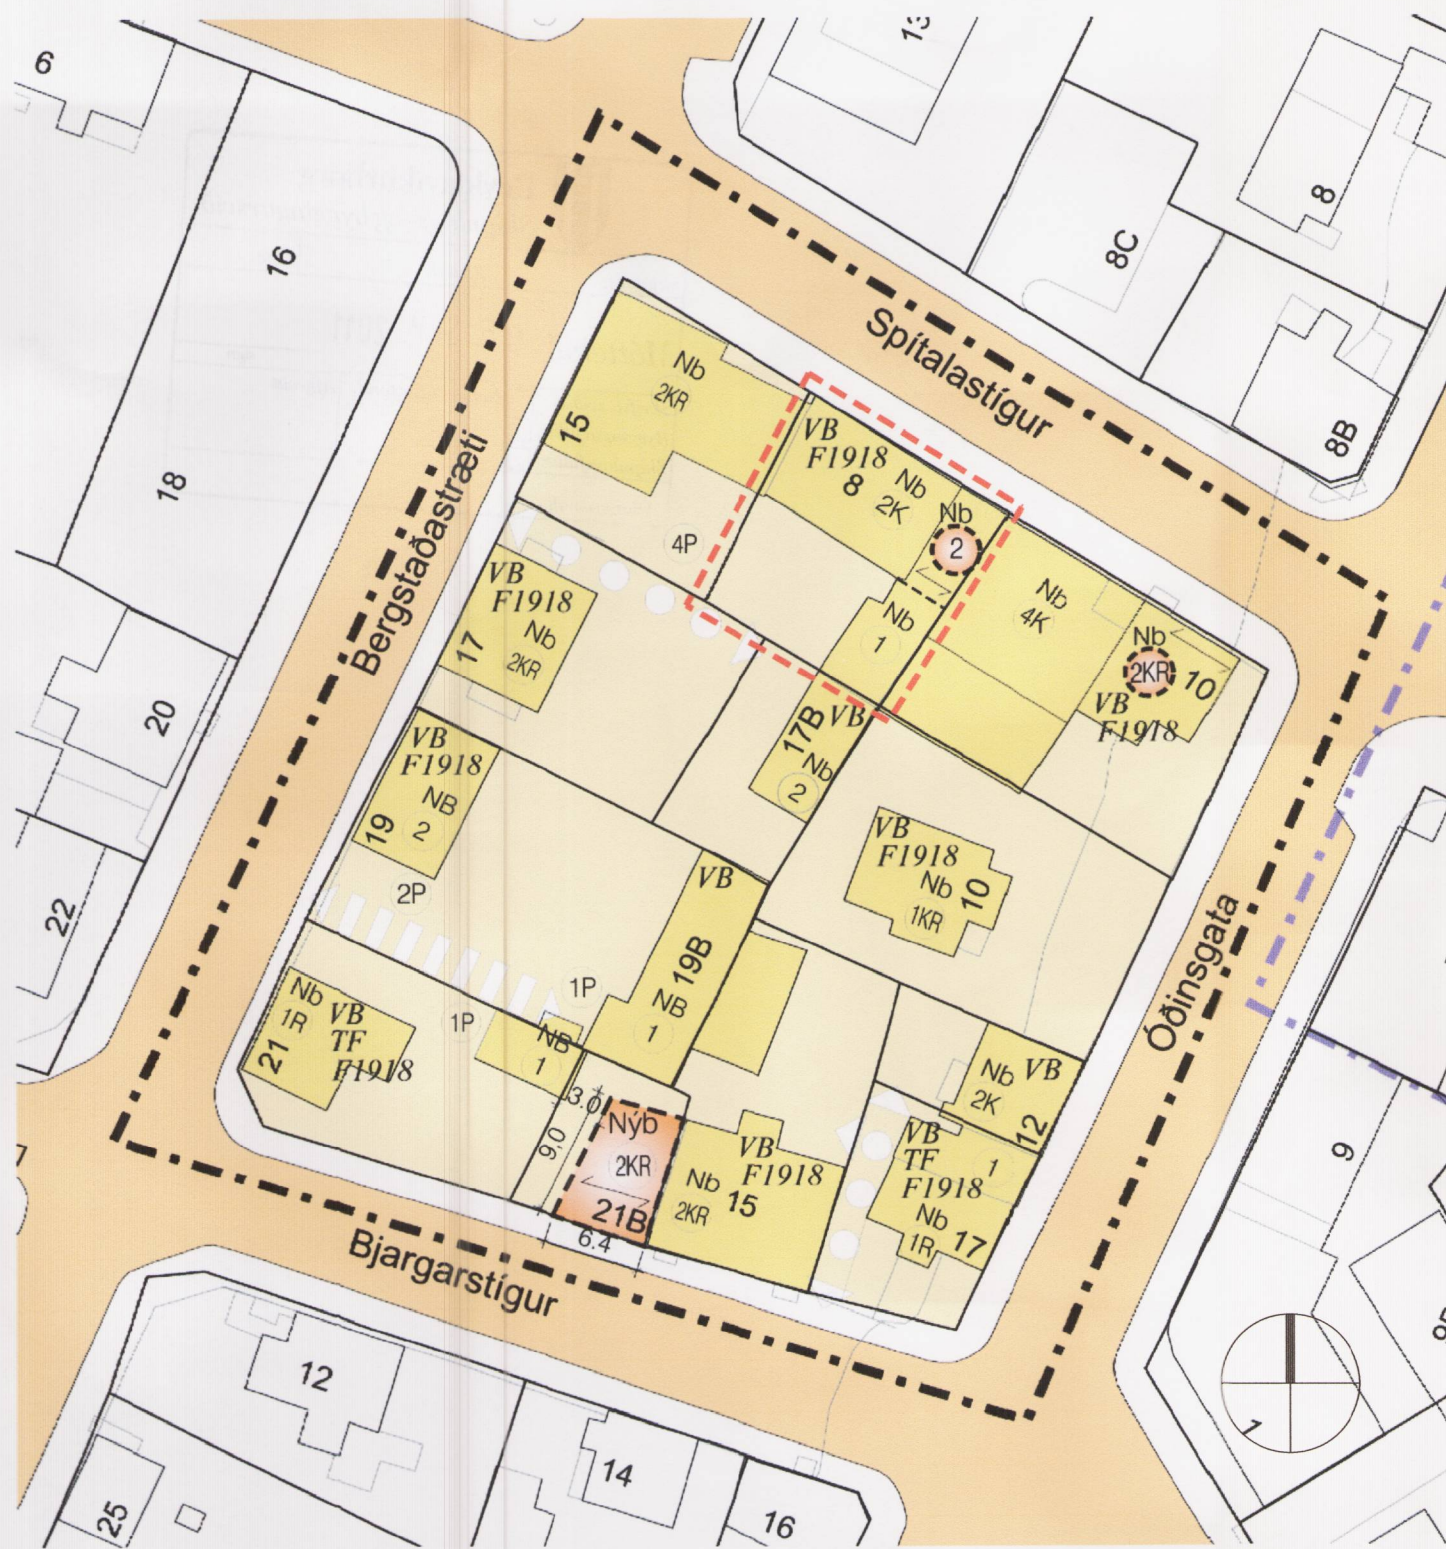 6
13
16
8
8C
Spítalastígur
8B
18
Bergstaðastræti
15
Nb
2KR
VB
F1918
8
Nb
2K
Nb
2
4P
Nb
1
Nb
4K
Nb
2KR
10
VB
F1918
VB
F1918
17
Nb
2KR
17B
VB
Nb
2
20
VB
F1918
19
NB
2
2P
VB
F1918
Nb
10
1KR
VB
19B
NB
1
22
Óðinsgata
1P
1P
Nb
1R
VB
TF
F1918
21
NB
1
Nb
VB
2K
12
3.0
9.0
Nýb
2KR
21B
6.4
VB
F1918
Nb
15
2KR
VB
TF
F1918
1
Nb
1R
17
9
Bjargarstígur
12
14
16
25
1